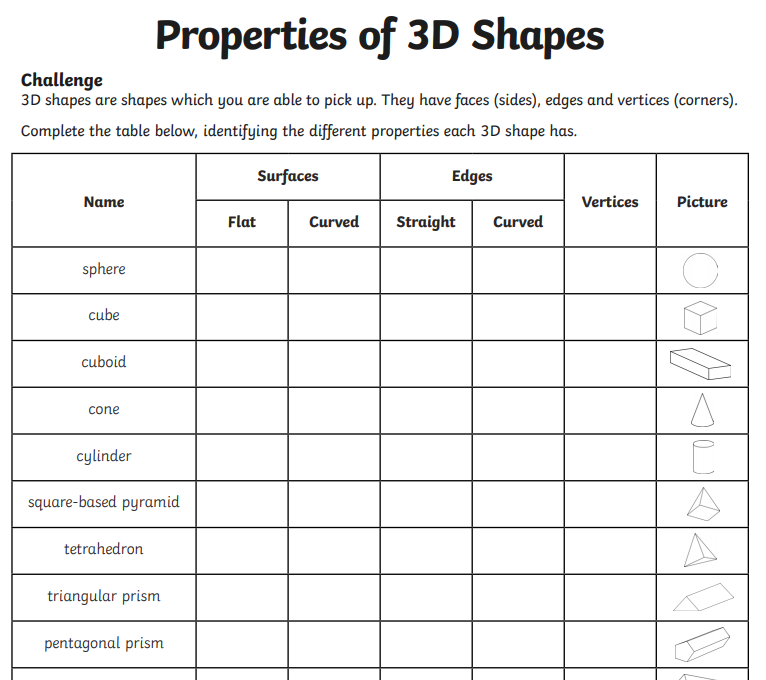 Properties of 3D Shapes
Challenge
3D shapes are shapes which you are able to pick up. They have faces (sides), edges and vertices (corners).
Complete the table below, identifying the different properties each 3D shape has.
Name Surfaces Edges Vertices Picture
Flat Curved Straight Curved
sphere
cube
cuboid
cone
cylinder
square-based pyramid
tetrahedron
triangular prism
pentagonal prism